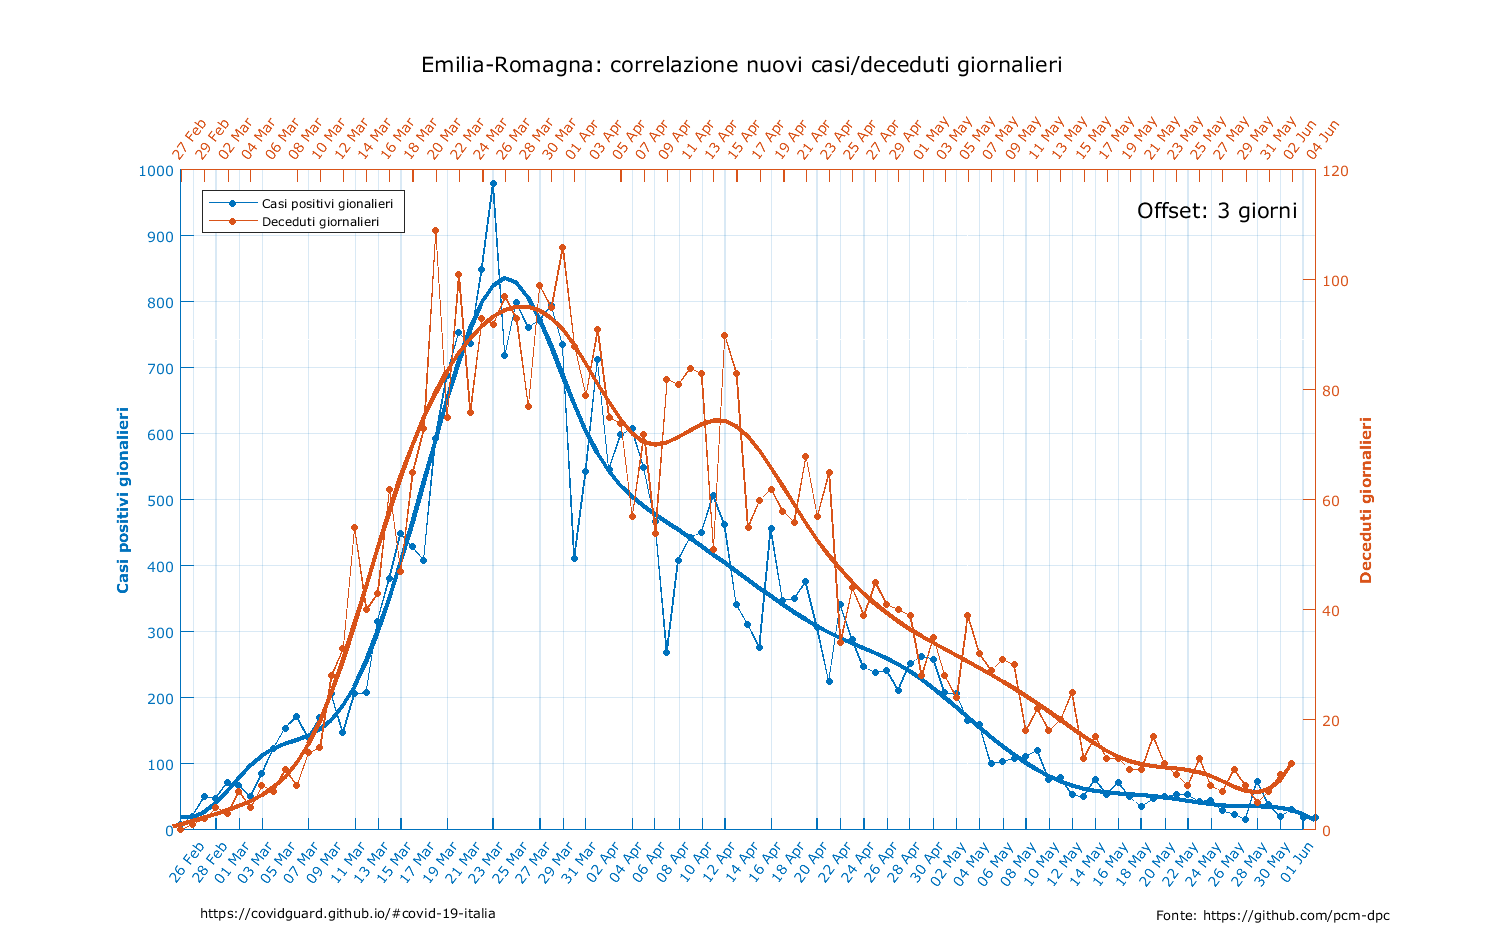 Emilia-Romagna: correlazione nuovi casi/deceduti giornalieri
27 Feb
29 Feb
02 Mar
04 Mar
06 Mar
08 Mar
10 Mar
12 Mar
14 Mar
16 Mar
18 Mar
20 Mar
22 Mar
24 Mar
26 Mar
28 Mar
30 Mar
01 Apr
03 Apr
05 Apr
07 Apr
09 Apr
11 Apr
13 Apr
15 Apr
17 Apr
19 Apr
21 Apr
23 Apr
25 Apr
27 Apr
29 Apr
01 May
03 May
05 May
07 May
09 May
11 May
13 May
15 May
17 May
19 May
21 May
23 May
25 May
27 May
29 May
31 May
02 Jun
04 Jun
Casi positivi gionalieri
Deceduti giornalieri
Offset: 3 giorni
1000
900
800
700
600
500
400
300
200
100
0
Casi positivi gionalieri
120
100
80
60
40
20
0
Deceduti giornalieri
26 Feb
28 Feb
01 Mar
03 Mar
05 Mar
07 Mar
09 Mar
11 Mar
13 Mar
15 Mar
17 Mar
19 Mar
21 Mar
23 Mar
25 Mar
27 Mar
29 Mar
31 Mar
02 Apr
04 Apr
06 Apr
08 Apr
10 Apr
12 Apr
14 Apr
16 Apr
18 Apr
20 Apr
22 Apr
24 Apr
26 Apr
28 Apr
30 Apr
02 May
04 May
06 May
08 May
10 May
12 May
14 May
16 May
18 May
20 May
22 May
24 May
26 May
28 May
30 May
01 Jun
https://covidguard.github.io/#covid-19-italia
Fonte: https://github.com/pcm-dpc